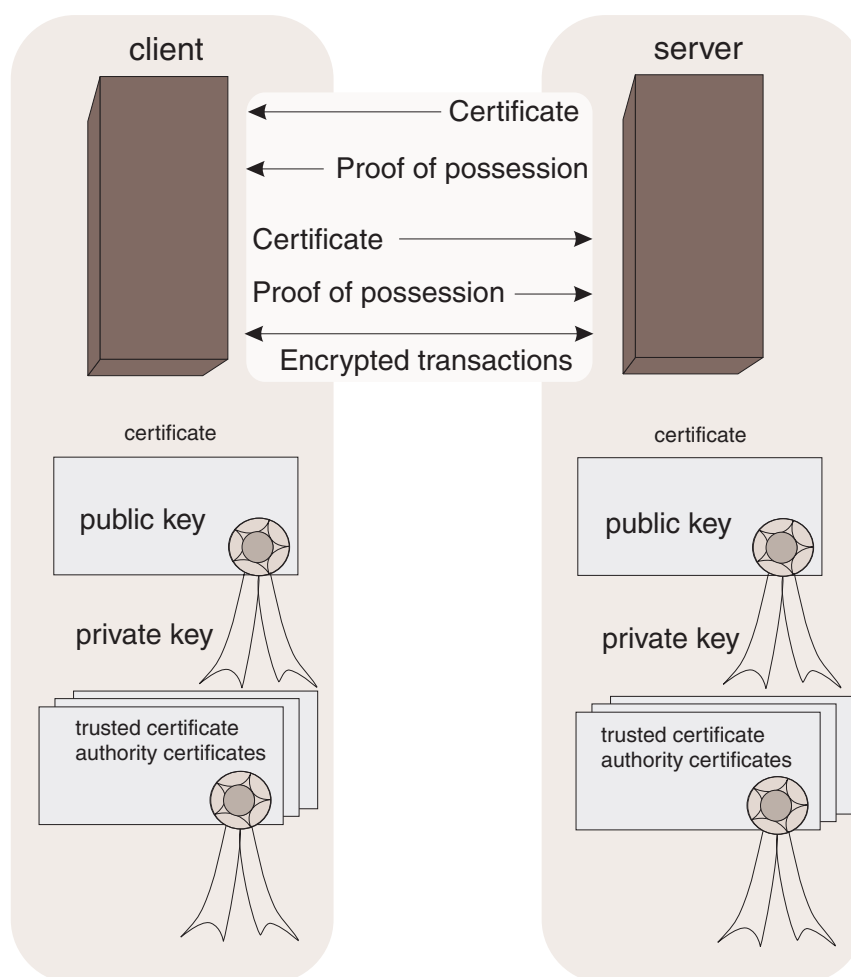 client
server
Certificate
Proof of possession
Certificate
Proof of possession
Encrypted transactions
certificate
public key
private key
trusted certificate
authority certificates
certificate
public key
private key
trusted certificate
authority certificates